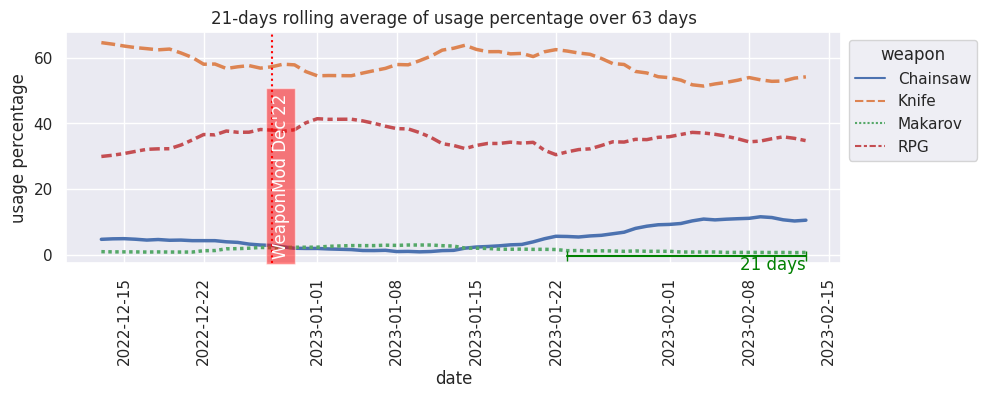 21-days rolling average of usage percentage over 63 days
usage percentage
60
40
20
0
WeaponMod Dec'22
21 days
2022-12-15
2022-12-22
2023-01-01
2023-01-08
2023-01-15
2023-01-22
2023-02-01
2023-02-08
2023-02-15
date
weapon
Chainsaw
Knife
Makarov
RPG